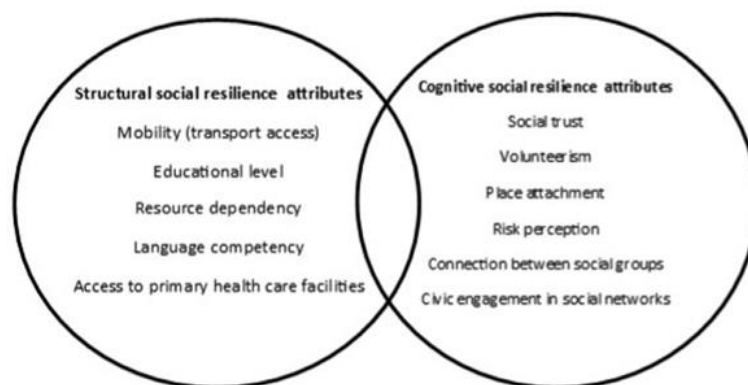 Structural social resilience attributes
Mobility (transport access)
Educational level
Resource dependency
Language competency
Access to primary health care facilities
Cognitive social resilience attributes
Social trust
Volunteerism
Place attachment
Risk perception
Connection between social groups
Civic engagement in social networks